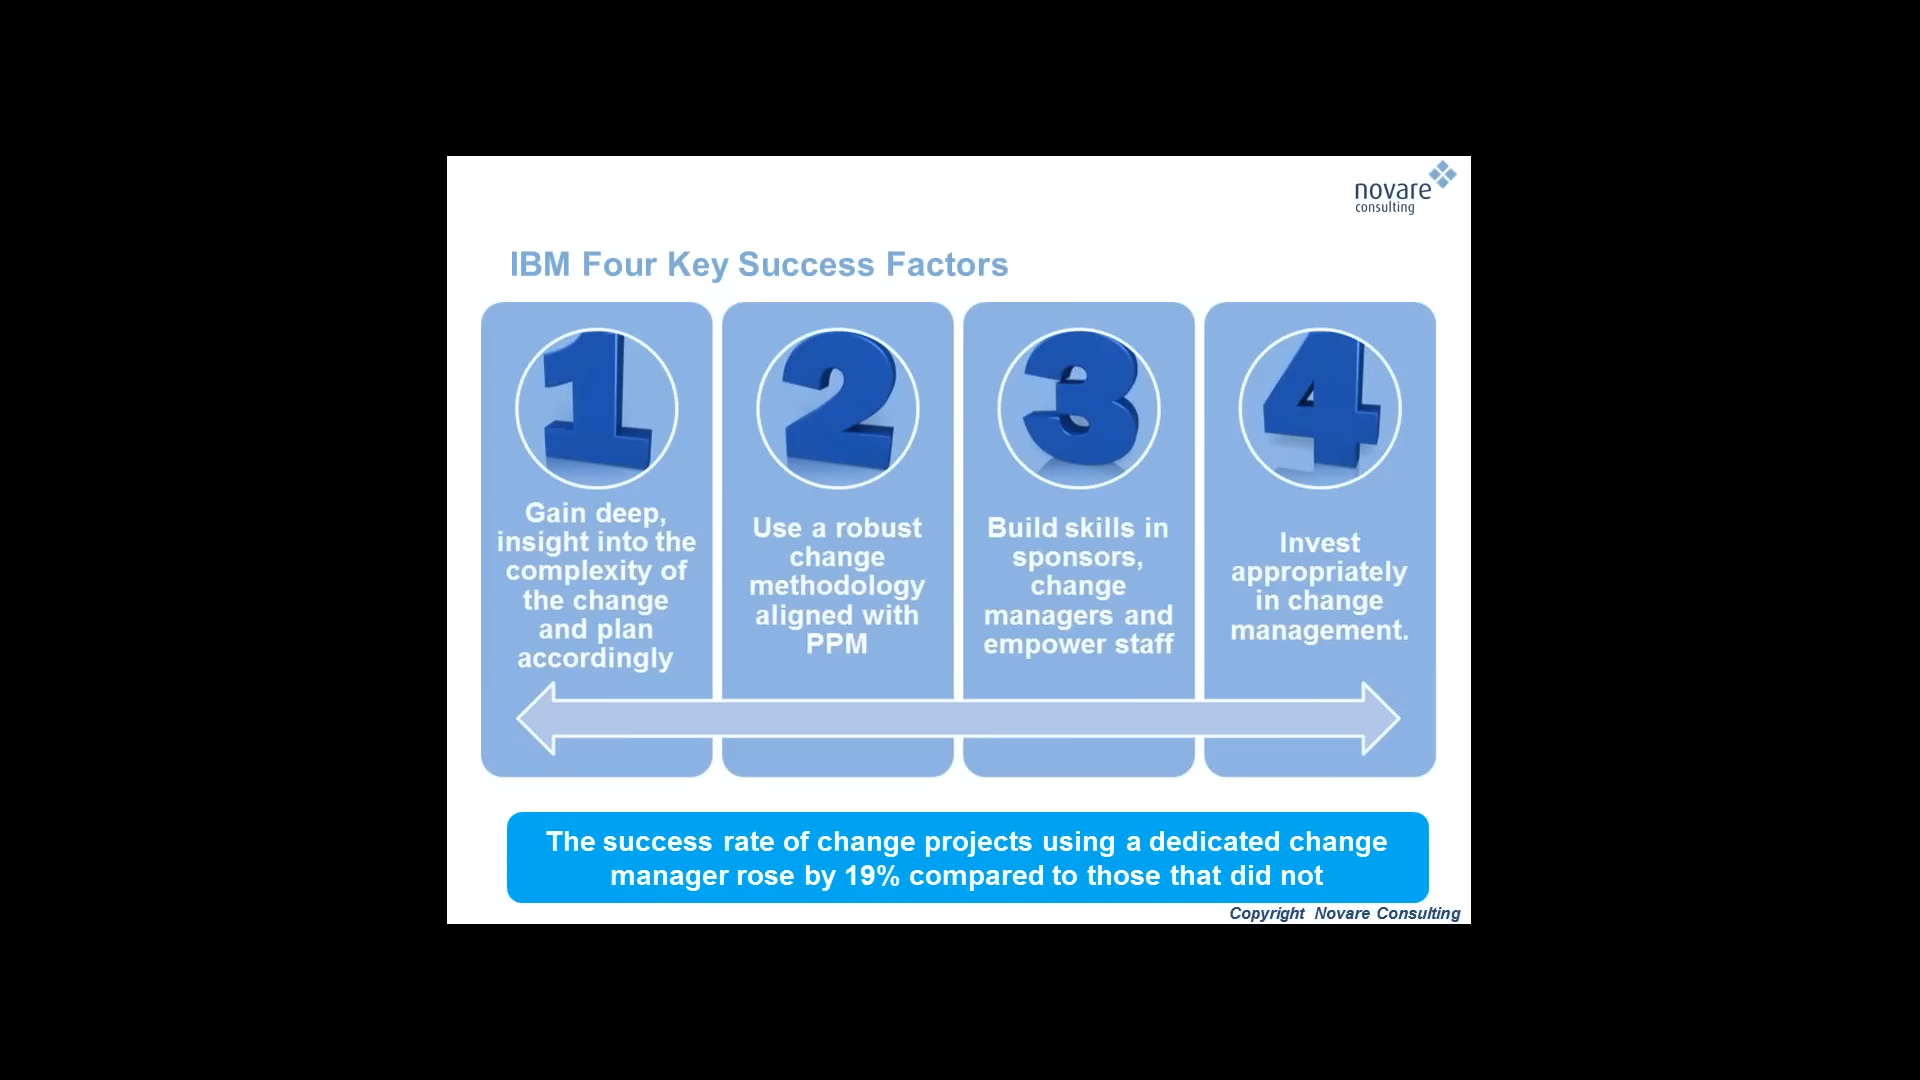 novare
consulting
IBM Four Key Success Factors
1
Gain deep,
insight into the
complexity of
the change
and plan
accordingly
2
Use a robust
change
methodology
aligned with
PPM
3
Build skills in
sponsors,
change
managers and
empower staff
4
Invest
appropriately
in change
management.
The success rate of change projects using a dedicated change
manager rose by 19% compared to those that did not
Copyright Novare Consulting